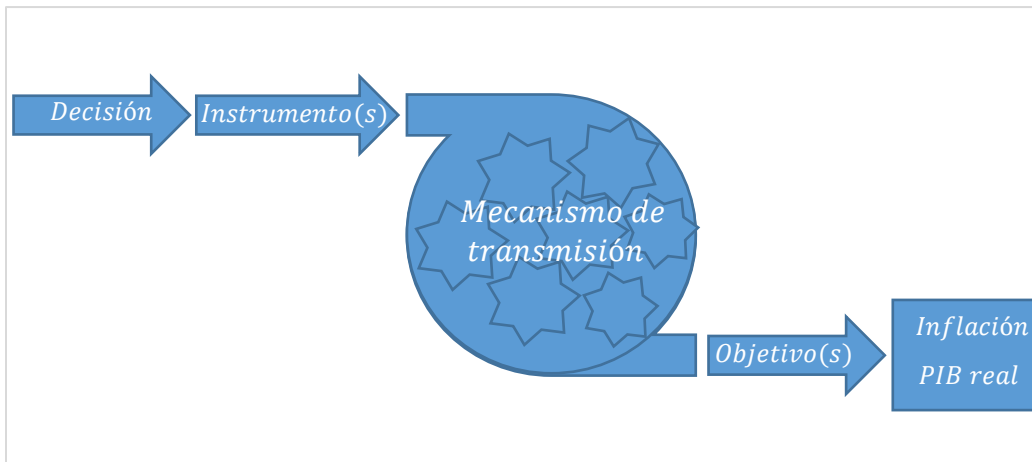 Decisión
Instrumento(s)
Mecanismo de
transmisión
Objetivo(s)
Inflación
PIB real